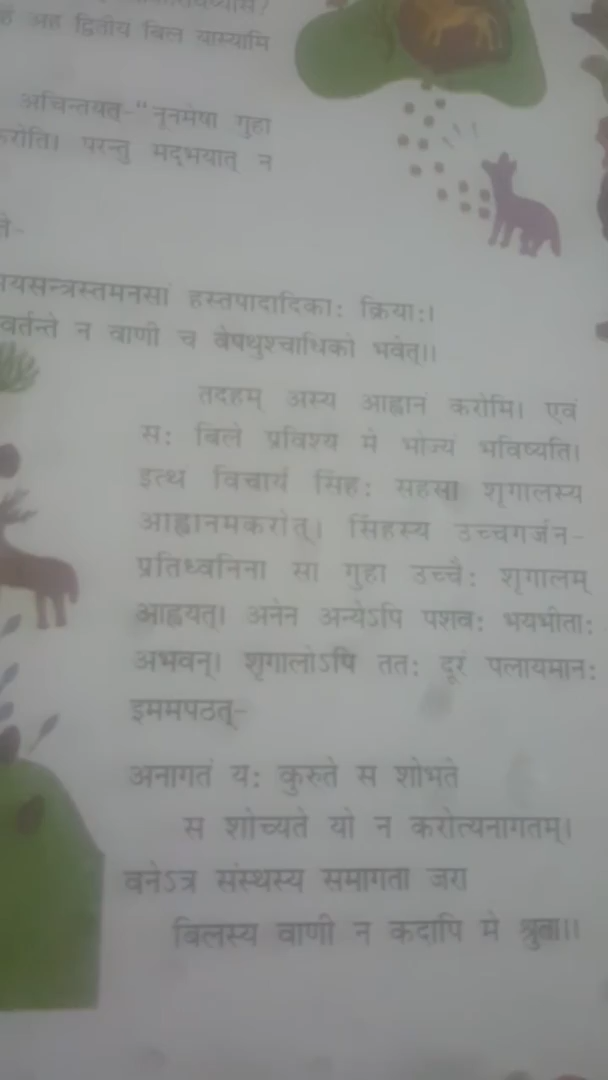 अह द्वितीयं बिलं यास्यामि
अचिन्तयत्-"नूनमेषा गुहा
करोति। परन्तु मद्भयात् न
ते-
भयसन्त्रस्तमनसां हस्तपादादिकाः क्रियाः।
वर्तन्ते न वाणी च वेपथुश्चाधिको भवेत्।।
तदहम् अस्य आह्वानं करोमि। एवं
सः बिले प्रविश्य मे भोज्यं भविष्यति।
इत्थं विचार्य सिंहः सहसा शृगालस्य
आह्वानमकरोत्। सिंहस्य उच्चगर्जन-
प्रतिध्वनिना सा गुहा उच्चैः शृगालम्
आह्वयत्। अनेन अन्येऽपि पशवः भयभीताः
अभवन्। शृगालोऽपि ततः दूरं पलायमानः
इममपठत्-
अनागतं यः कुरुते स शोभते
स शोच्यते यो न करोत्यनागतम्।
वनेऽत्र संस्थस्य समागता जरा
बिलस्य वाणी न कदापि मे श्रुता।।